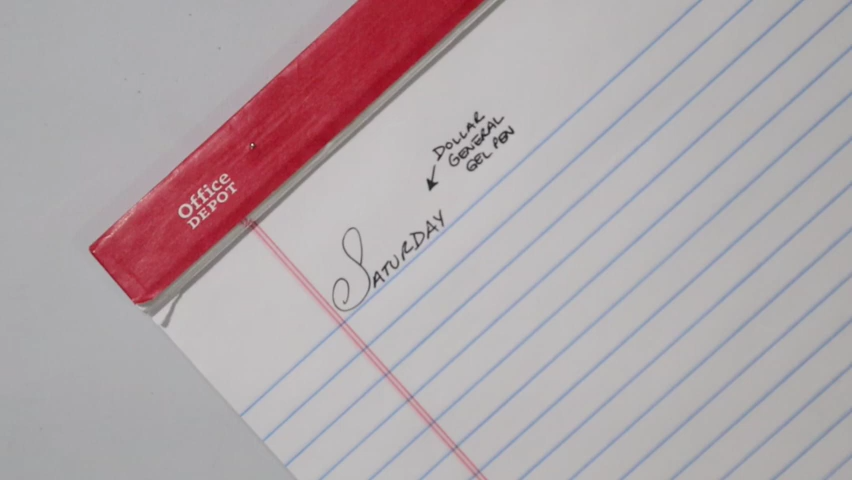 Office
DEPOT
DOLLAR
GENERAL
GEL PEN
SATURDAY